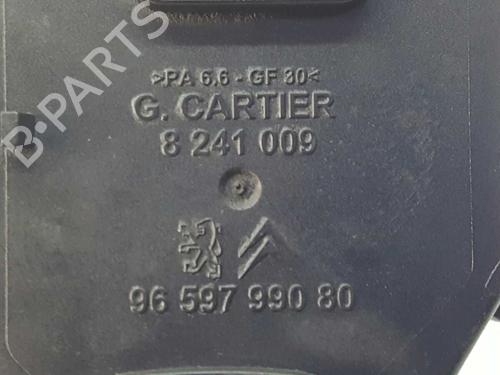 >PA 6.6 - GF 30<
G. CARTIER
8 241 009
96 597 990 80
B-PARTS